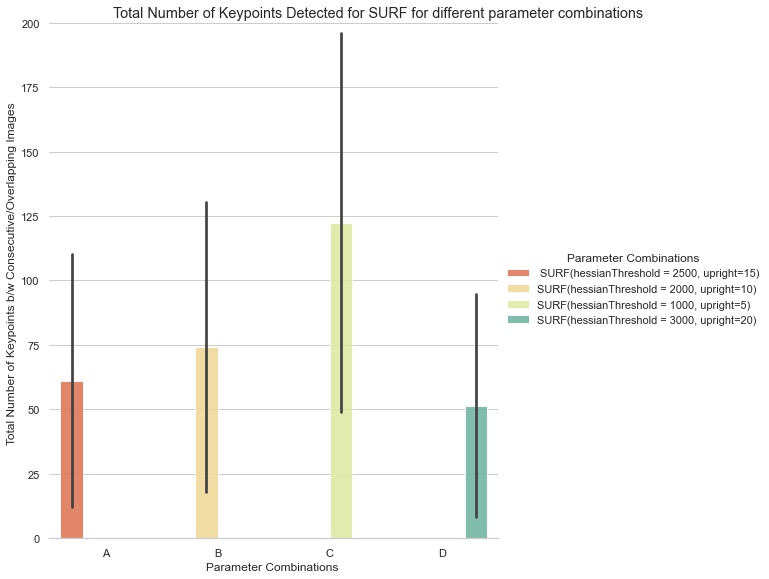 Total Number of Keypoints Detected for SURF for different parameter combinations
Total Number of Keypoints b/w Consecutive/Overlapping Images
200
175
150
125
100
75
50
25
0
A B C D
Parameter Combinations
Parameter Combinations
SURF(hessianThreshold = 2500, upright=15)
SURF(hessianThreshold = 2000, upright=10)
SURF(hessianThreshold = 1000, upright=5)
SURF(hessianThreshold = 3000, upright=20)